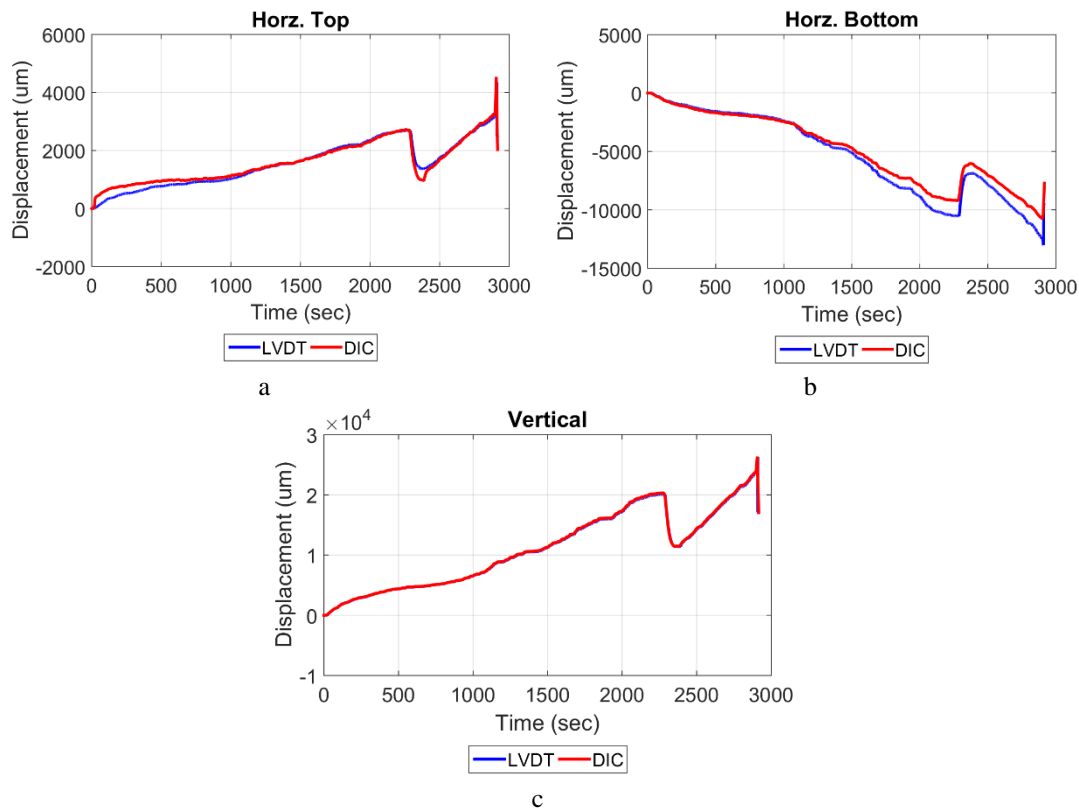 Horz. Top
6000
4000
2000
0
-2000
Displacement (um)
0 500 1000 1500 2000 2500 3000
Time (sec)
LVDT DIC
a
Horz. Bottom
5000
0
-5000
-10000
-15000
Displacement (um)
0 500 1000 1500 2000 2500 3000
Time (sec)
LVDT DIC
b
Vertical
×10^4
3
2
1
0
-1
Displacement (um)
0 500 1000 1500 2000 2500 3000
Time (sec)
LVDT DIC
c